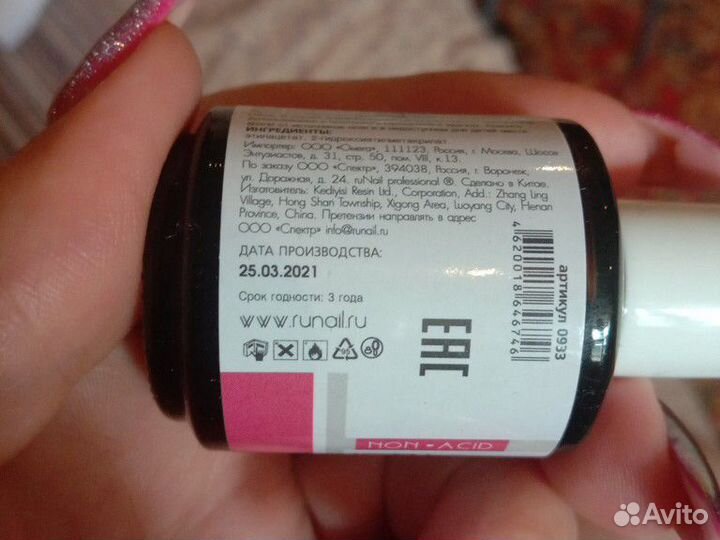 ИНГРЕДИЕНТЫ:
этилацетат, 2-гидроксиэтилметакрилат
Импортер: ООО «Омега», 111123, Россия, г. Москва, Шоссе
Энтузиастов, д. 31, стр. 50, пом. VIII, к.13.
По заказу ООО «Спектр», 394038, Россия, г. Воронеж,
ул. Дорожная, д. 24. ruNail professional ®. Сделано в Китае.
Изготовитель: Kediyisi Resin Ltd., Corporation, Add.: Zhang Ling
Village, Hong Shan Township, Xigong Area, Luoyang City, Henan
Province, China. Претензии направлять в адрес
ООО «Спектр» info@runail.ru
ДАТА ПРОИЗВОДСТВА:
25.03.2021
Срок годности: 3 года
www.runail.ru
EAC
4620018646746
артикул 0933
NON • ACID
Avito